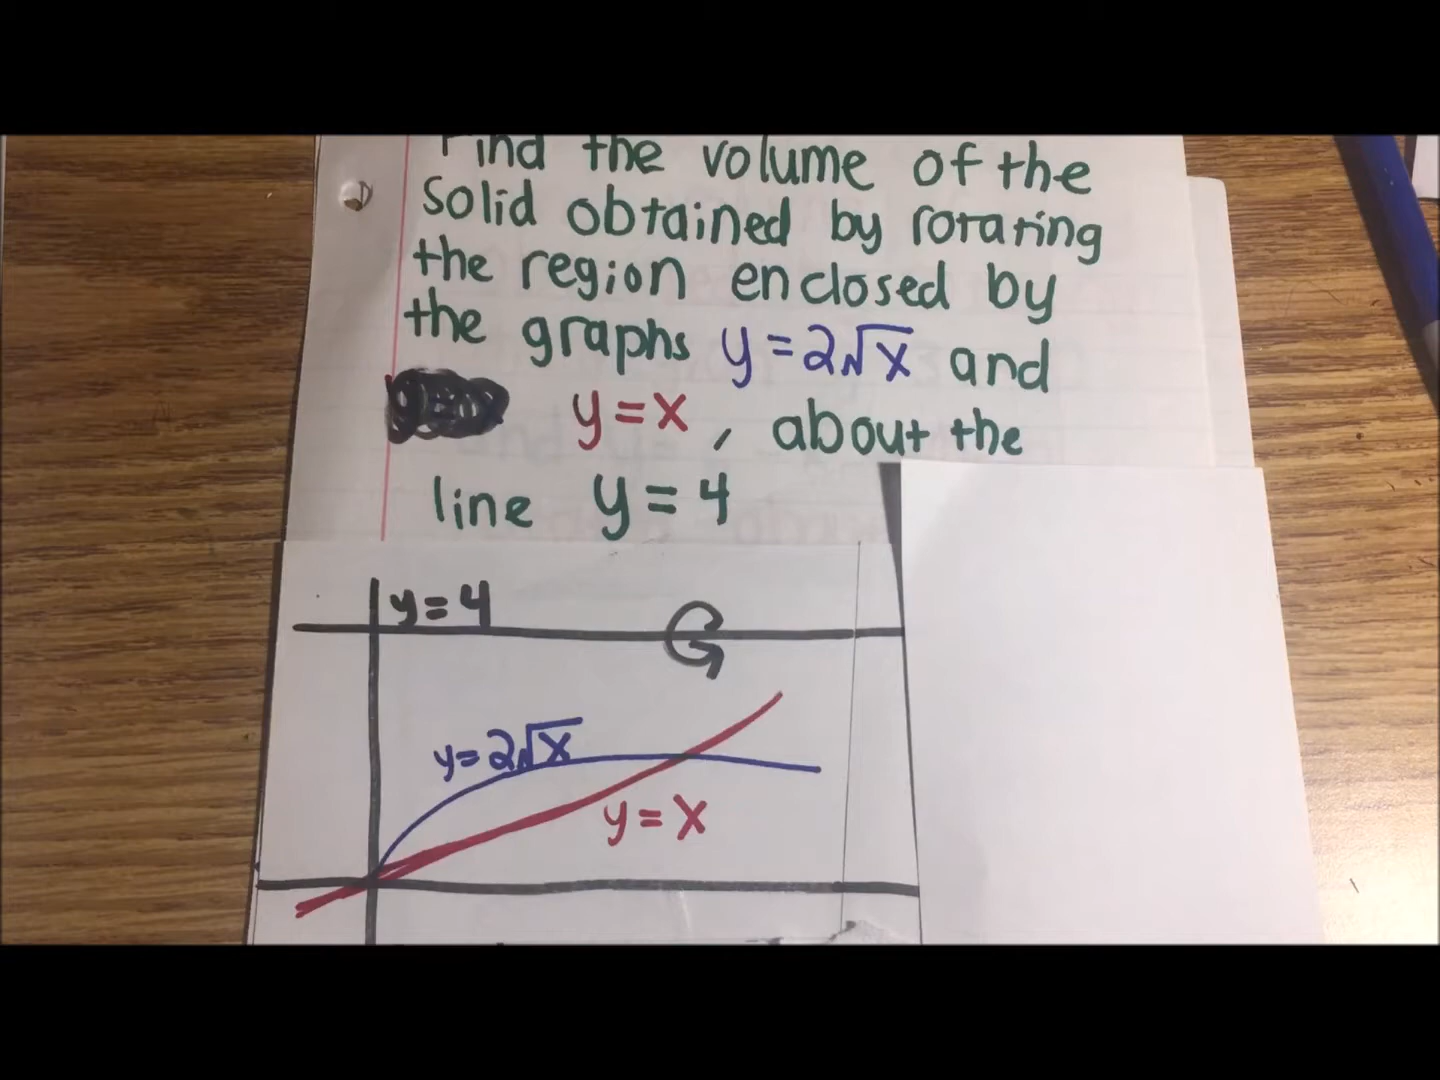 Find the volume of the
solid obtained by rotating
the region enclosed by
the graphs y = 2√x and
y = x , about the
line y = 4
y = 4
y = 2√x
y = x